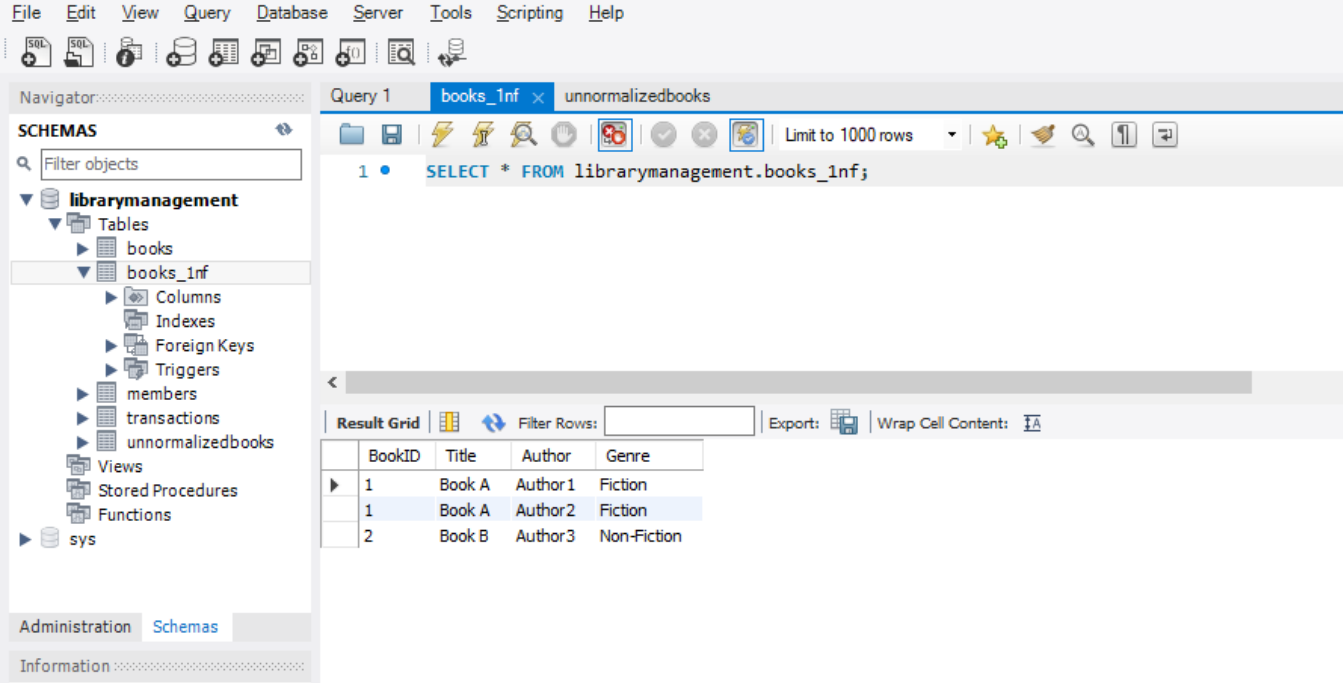 File Edit View Query Database Server Tools Scripting Help
SQL SQL
Navigator
Query 1 books_1nf unnormalizedbooks
SCHEMAS
Limit to 1000 rows
Filter objects
1 SELECT * FROM librarymanagement.books_1nf;
librarymanagement
Tables
books
books_1nf
Columns
Indexes
Foreign Keys
Triggers
members
transactions
unnormalizedbooks
Views
Stored Procedures
Functions
sys
Result Grid Filter Rows: Export: Wrap Cell Content: IA
BookID Title Author Genre
1 Book A Author1 Fiction
1 Book A Author2 Fiction
2 Book B Author3 Non-Fiction
Administration Schemas
Information